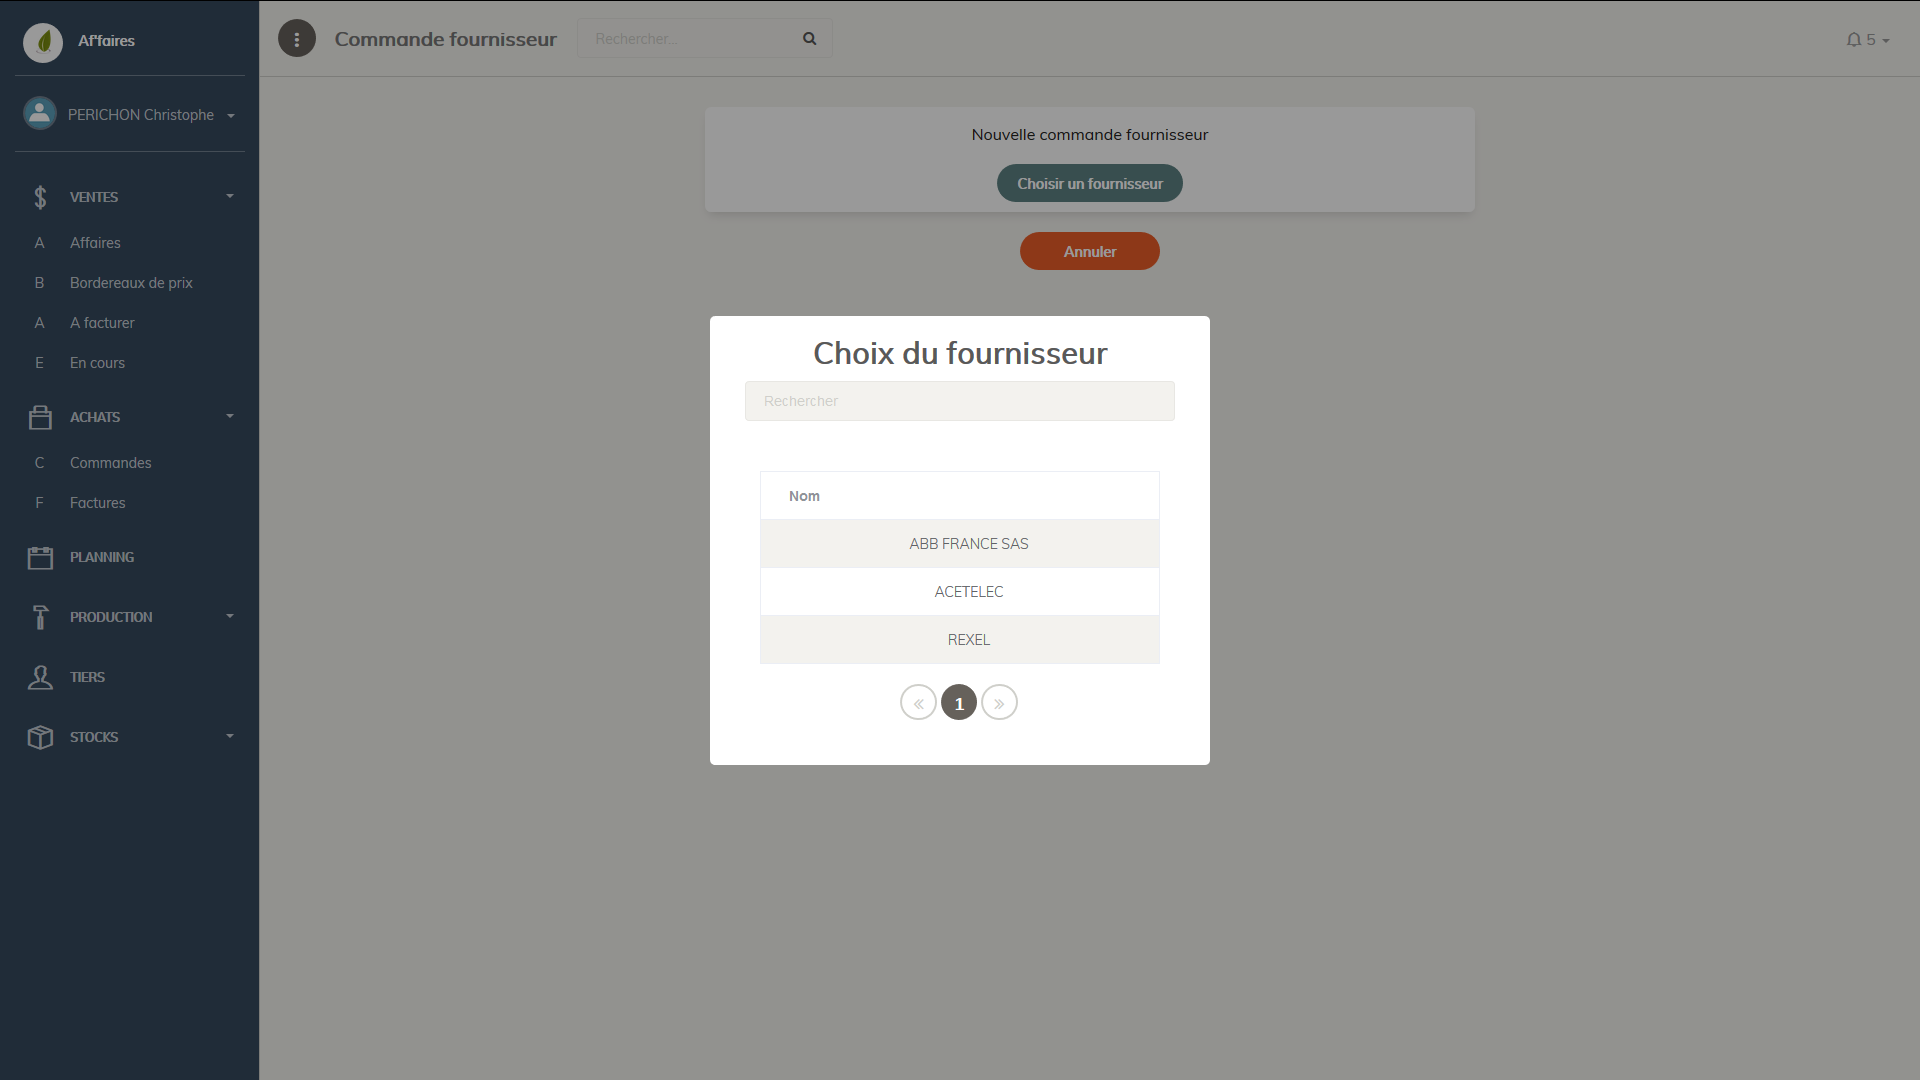 Af'faires
PERICHON Christophe
VENTES
A Affaires
B Bordereaux de prix
A A facturer
E En cours
ACHATS
C Commandes
F Factures
PLANNING
PRODUCTION
TIERS
STOCKS
Commande fournisseur
Rechercher...
5
Nouvelle commande fournisseur
Choisir un fournisseur
Annuler
Choix du fournisseur
Rechercher
Nom
ABB FRANCE SAS
ACETELEC
REXEL
« 1 »